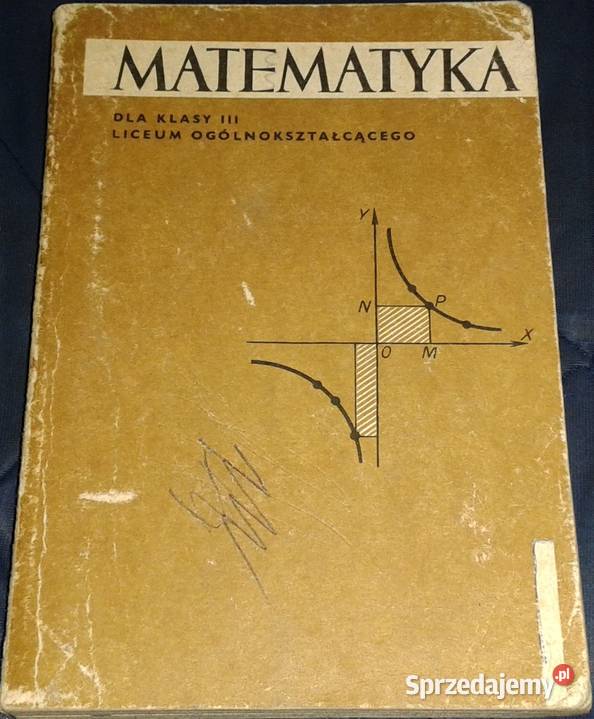 MATEMATYKA
DLA KLASY III
LICEUM OGÓLNOKSZTAŁCĄCEGO
Y
N
P
X
O
M
Sprzedajemy.pl